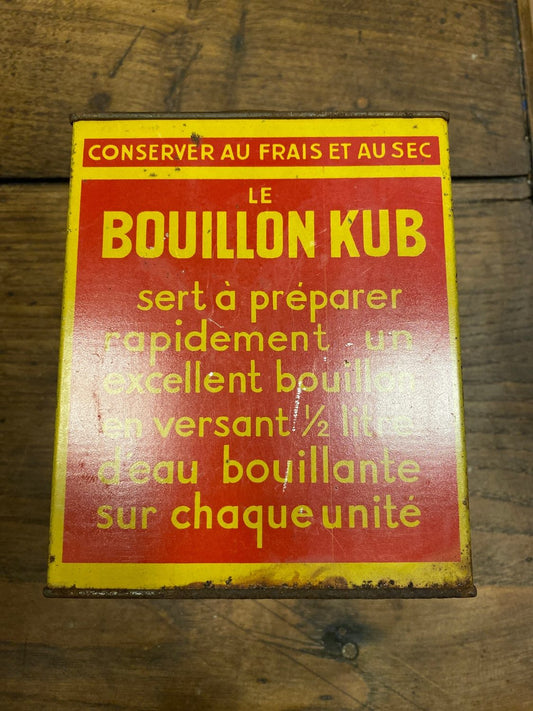 CONSERVER AU FRAIS ET AU SEC
LE
BOUILLON KUB
sert à préparer
rapidement un
excellent bouillon
en versant ½ litre
d'eau bouillante
sur chaque unité